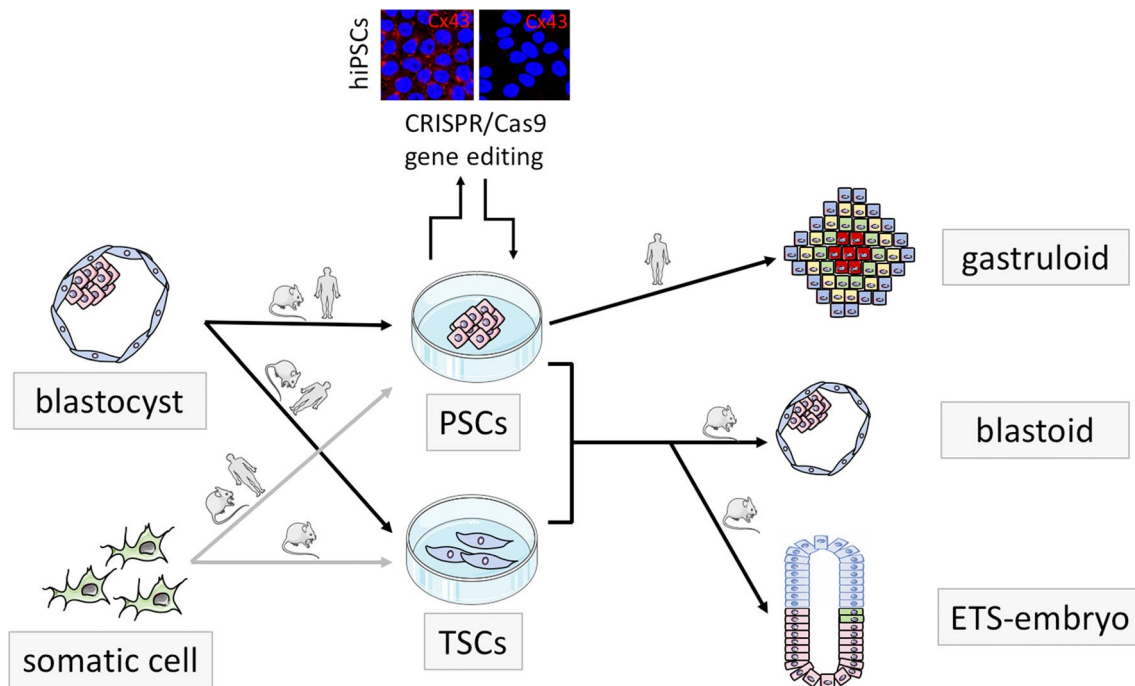 hiPSCs
Cx43
Cx43
CRISPR/Cas9
gene editing
blastocyst
PSCs
gastruloid
blastoid
somatic cell
TSCs
ETS-embryo